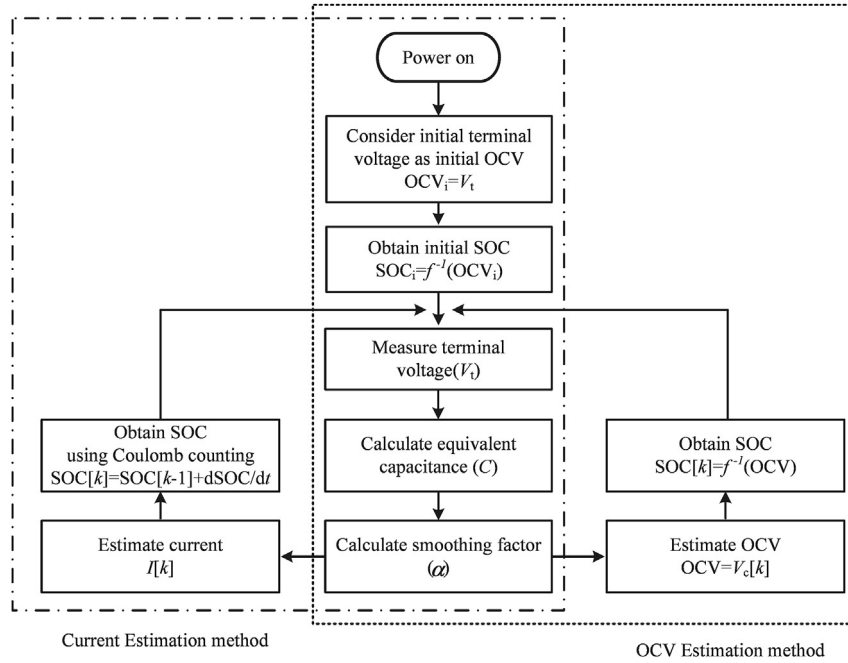 Power on
Consider initial terminal
voltage as initial OCV
OCVᵢ=Vₜ
Obtain initial SOC
SOCᵢ=f⁻¹(OCVᵢ)
Measure terminal
voltage(Vₜ)
Calculate equivalent
capacitance (C)
Calculate smoothing factor
(α)
Estimate current
I[k]
Obtain SOC
using Coulomb counting
SOC[k]=SOC[k-1]+dSOC/dt
Estimate OCV
OCV=V_c[k]
Obtain SOC
SOC[k]=f⁻¹(OCV)
Current Estimation method
OCV Estimation method